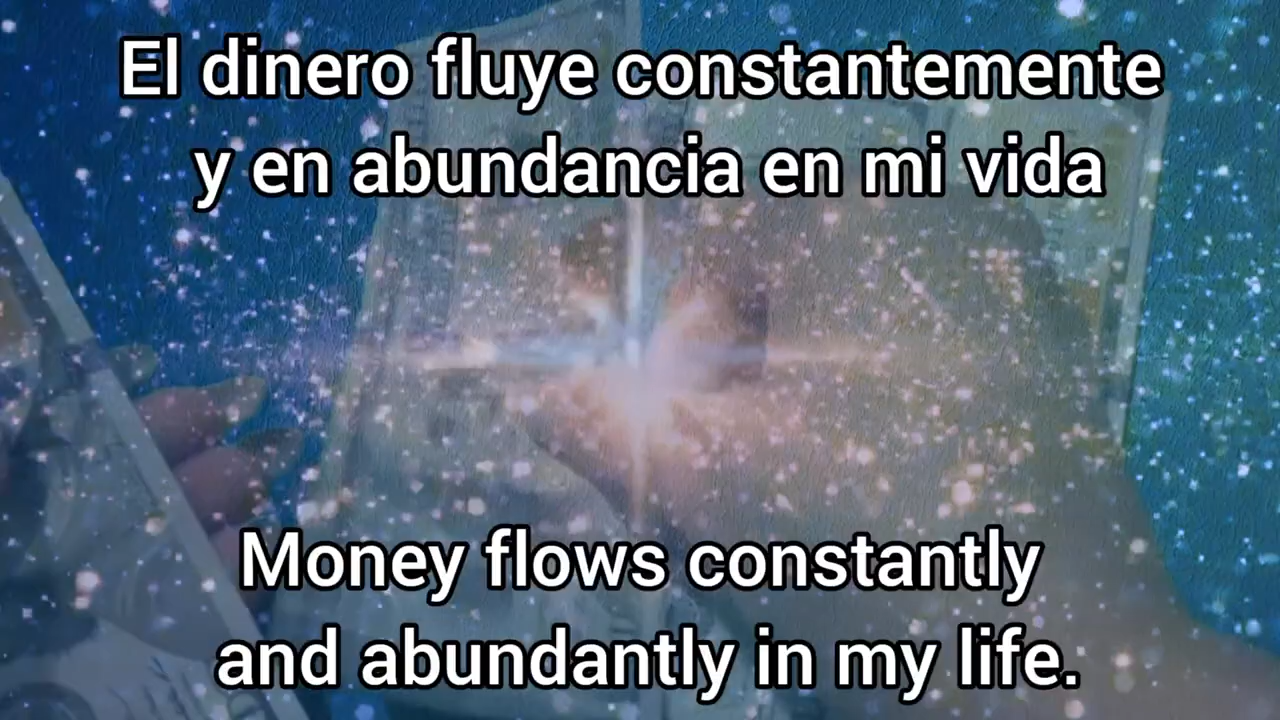 El dinero fluye constantemente
y en abundancia en mi vida
Money flows constantly
and abundantly in my life.